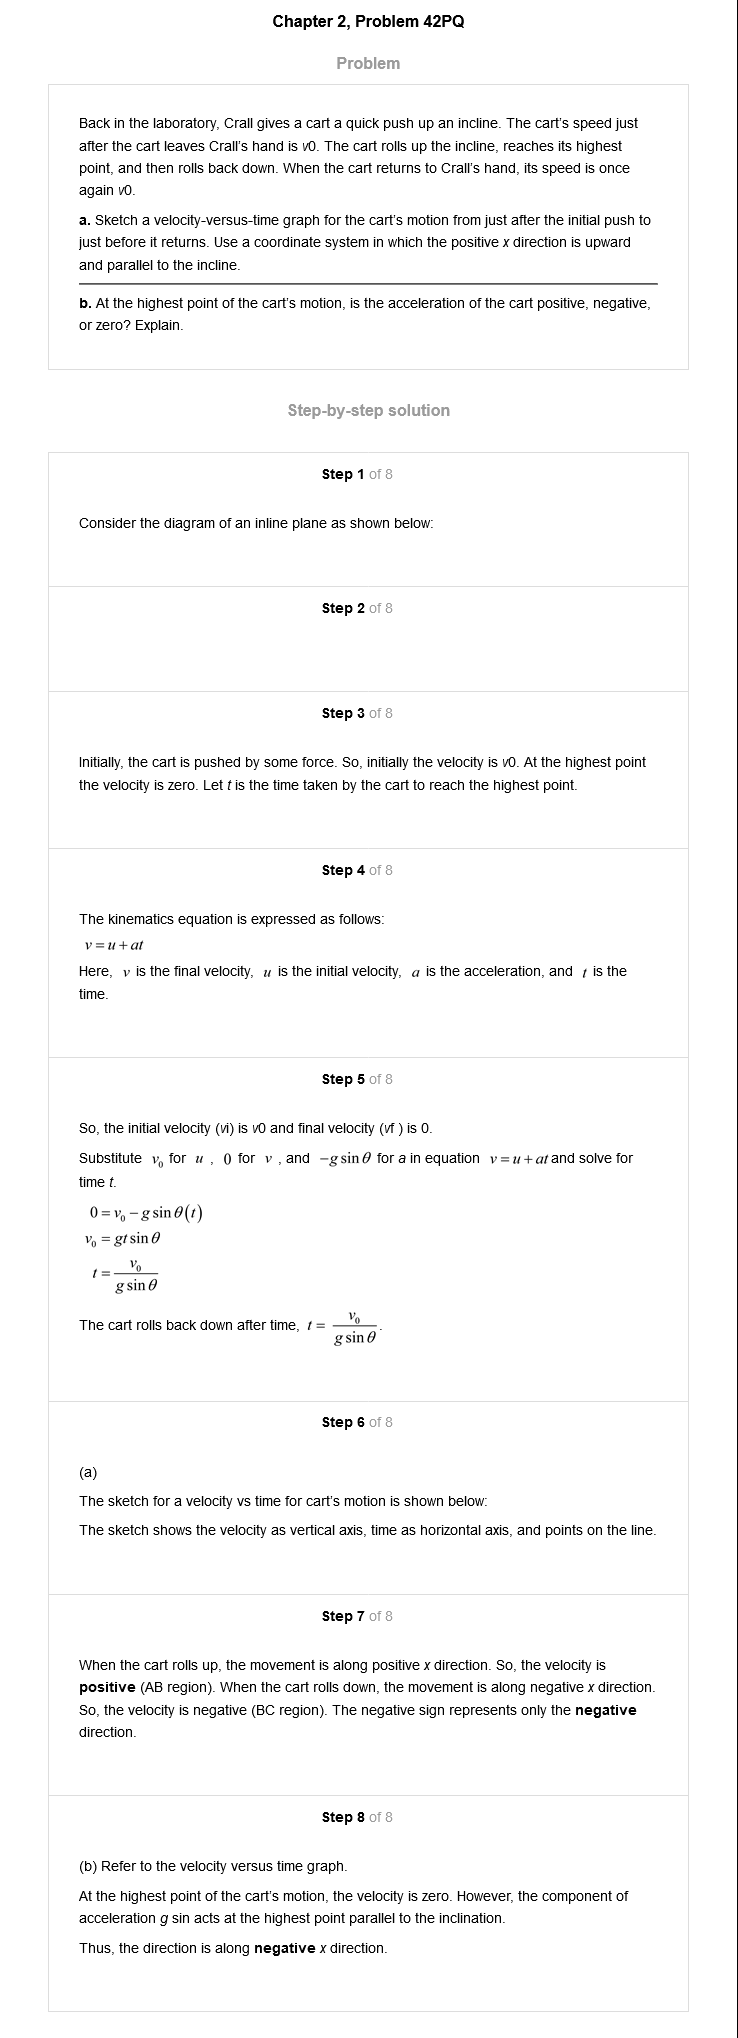 Chapter 2, Problem 42PQ
Problem
Back in the laboratory, Crall gives a cart a quick push up an incline. The cart's speed just
after the cart leaves Crall's hand is v0. The cart rolls up the incline, reaches its highest
point, and then rolls back down. When the cart returns to Crall's hand, its speed is once
again v0.
a. Sketch a velocity-versus-time graph for the cart's motion from just after the initial push to
just before it returns. Use a coordinate system in which the positive x direction is upward
and parallel to the incline.
b. At the highest point of the cart's motion, is the acceleration of the cart positive, negative,
or zero? Explain.
Step-by-step solution
Step 1 of 8
Consider the diagram of an inline plane as shown below:
Step 2 of 8
Step 3 of 8
Initially, the cart is pushed by some force. So, initially the velocity is v0. At the highest point
the velocity is zero. Let t is the time taken by the cart to reach the highest point.
Step 4 of 8
The kinematics equation is expressed as follows:
v = u + at
Here, v is the final velocity, u is the initial velocity, a is the acceleration, and t is the
time.
Step 5 of 8
So, the initial velocity (vi) is v0 and final velocity (vf ) is 0.
Substitute v₀ for u , 0 for v , and −g sin θ for a in equation v = u + at and solve for
time t.
0 = v₀ − g sin θ(t)
v₀ = gt sin θ
t = v₀ / g sin θ
The cart rolls back down after time, t = v₀ / g sin θ.
Step 6 of 8
(a)
The sketch for a velocity vs time for cart's motion is shown below:
The sketch shows the velocity as vertical axis, time as horizontal axis, and points on the line.
Step 7 of 8
When the cart rolls up, the movement is along positive x direction. So, the velocity is
positive (AB region). When the cart rolls down, the movement is along negative x direction.
So, the velocity is negative (BC region). The negative sign represents only the negative
direction.
Step 8 of 8
(b) Refer to the velocity versus time graph.
At the highest point of the cart's motion, the velocity is zero. However, the component of
acceleration g sin acts at the highest point parallel to the inclination.
Thus, the direction is along negative x direction.